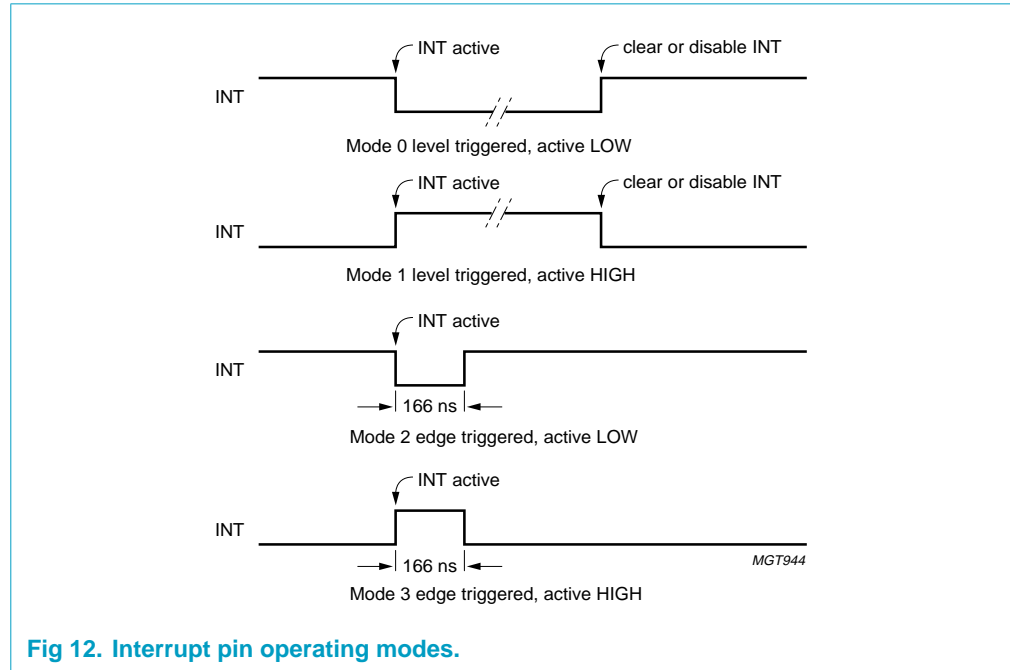 INT active
clear or disable INT
INT
Mode 0 level triggered, active LOW
INT active
clear or disable INT
INT
Mode 1 level triggered, active HIGH
INT active
INT
166 ns
Mode 2 edge triggered, active LOW
INT active
INT
166 ns
MGT944
Mode 3 edge triggered, active HIGH
Fig 12. Interrupt pin operating modes.